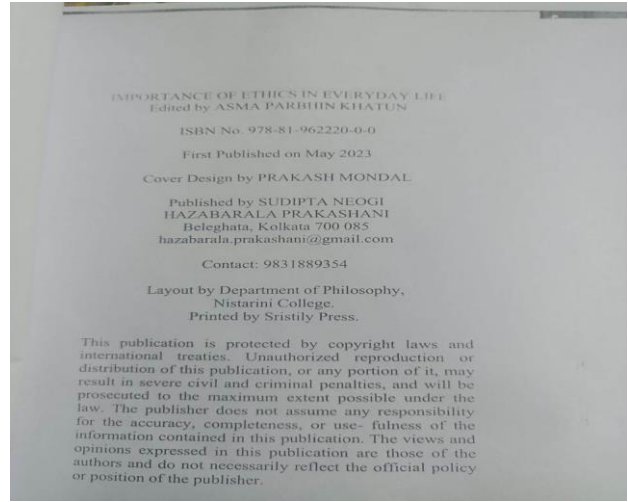 IMPORTANCE OF ETHICS IN EVERYDAY LIFE
Edited by ASMA PARBHIN KHATUN
ISBN No. 978-81-962220-0-0
First Published on May 2023
Cover Design by PRAKASH MONDAL
Published by SUDIPTA NEOGI
HAZABARALA PRAKASHANI
Beleghata, Kolkata 700 085
hazabarala.prakashani@gmail.com
Contact: 9831889354
Layout by Department of Philosophy,
Nistarini College.
Printed by Sristily Press.
This publication is protected by copyright laws and
international treaties. Unauthorized reproduction or
distribution of this publication, or any portion of it, may
result in severe civil and criminal penalties, and will be
prosecuted to the maximum extent possible under the
law. The publisher does not assume any responsibility
for the accuracy, completeness, or use- fulness of the
information contained in this publication. The views and
opinions expressed in this publication are those of the
authors and do not necessarily reflect the official policy
or position of the publisher.